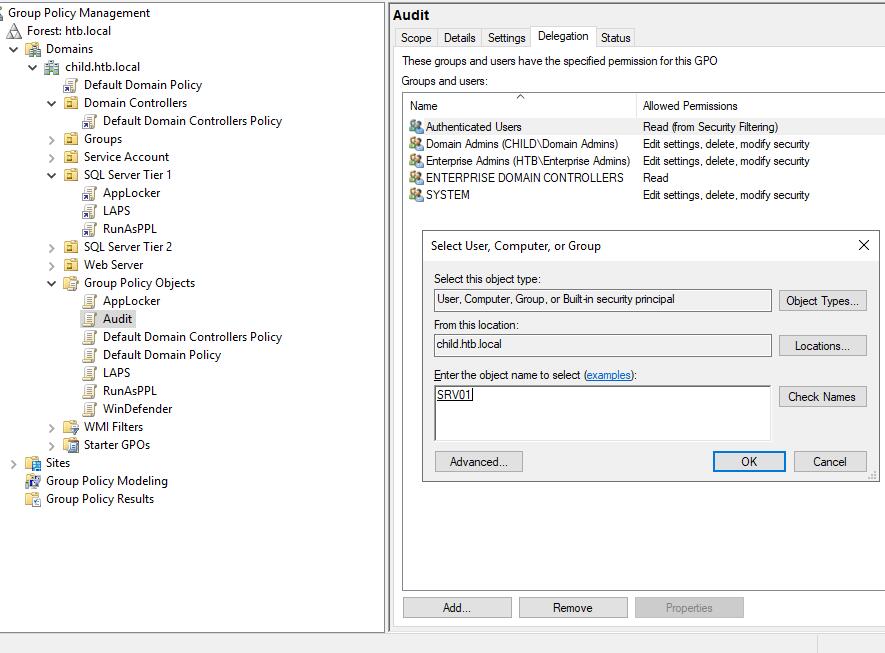 Group Policy Management
Forest: htb.local
Domains
child.htb.local
Default Domain Policy
Domain Controllers
Default Domain Controllers Policy
Groups
Service Account
SQL Server Tier 1
AppLocker
LAPS
RunAsPPL
SQL Server Tier 2
Web Server
Group Policy Objects
AppLocker
Audit
Default Domain Controllers Policy
Default Domain Policy
LAPS
RunAsPPL
WinDefender
WMI Filters
Starter GPOs
Sites
Group Policy Modeling
Group Policy Results
Audit
Scope Details Settings Delegation Status
These groups and users have the specified permission for this GPO
Groups and users:
Name Allowed Permissions
Authenticated Users Read (from Security Filtering)
Domain Admins (CHILD\Domain Admins) Edit settings, delete, modify security
Enterprise Admins (HTB\Enterprise Admins) Edit settings, delete, modify security
ENTERPRISE DOMAIN CONTROLLERS Read
SYSTEM Edit settings, delete, modify security
Select User, Computer, or Group
Select this object type:
User, Computer, Group, or Built-in security principal Object Types...
From this location:
child.htb.local Locations...
Enter the object name to select (examples):
SRV01 Check Names
Advanced... OK Cancel
Add... Remove Properties